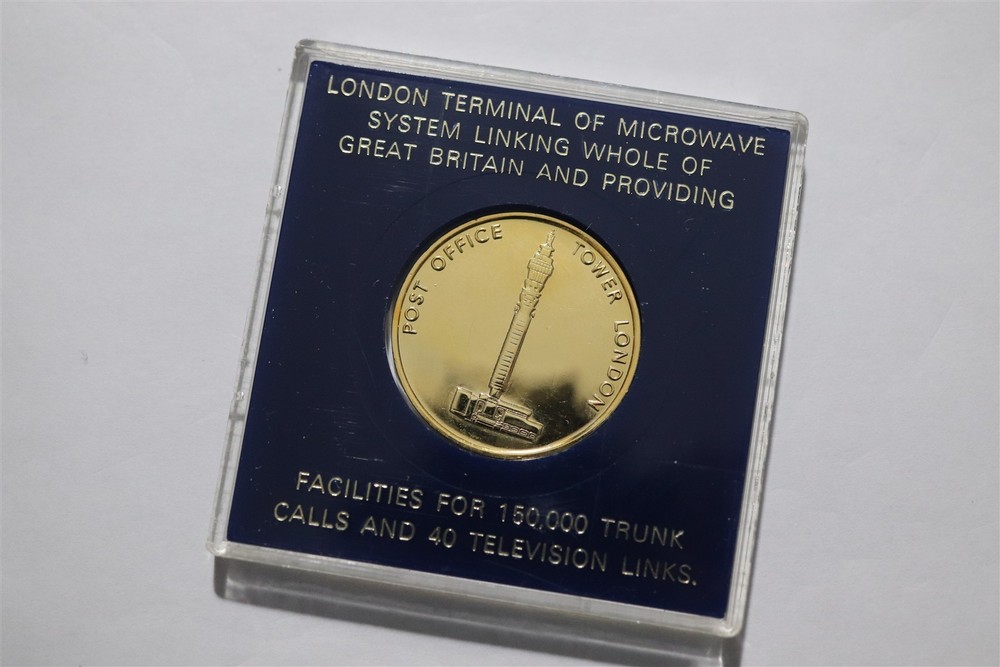 LONDON TERMINAL OF MICROWAVE
SYSTEM LINKING WHOLE OF
GREAT BRITAIN AND PROVIDING
POST OFFICE TOWER LONDON
FACILITIES FOR 150,000 TRUNK
CALLS AND 40 TELEVISION LINKS.